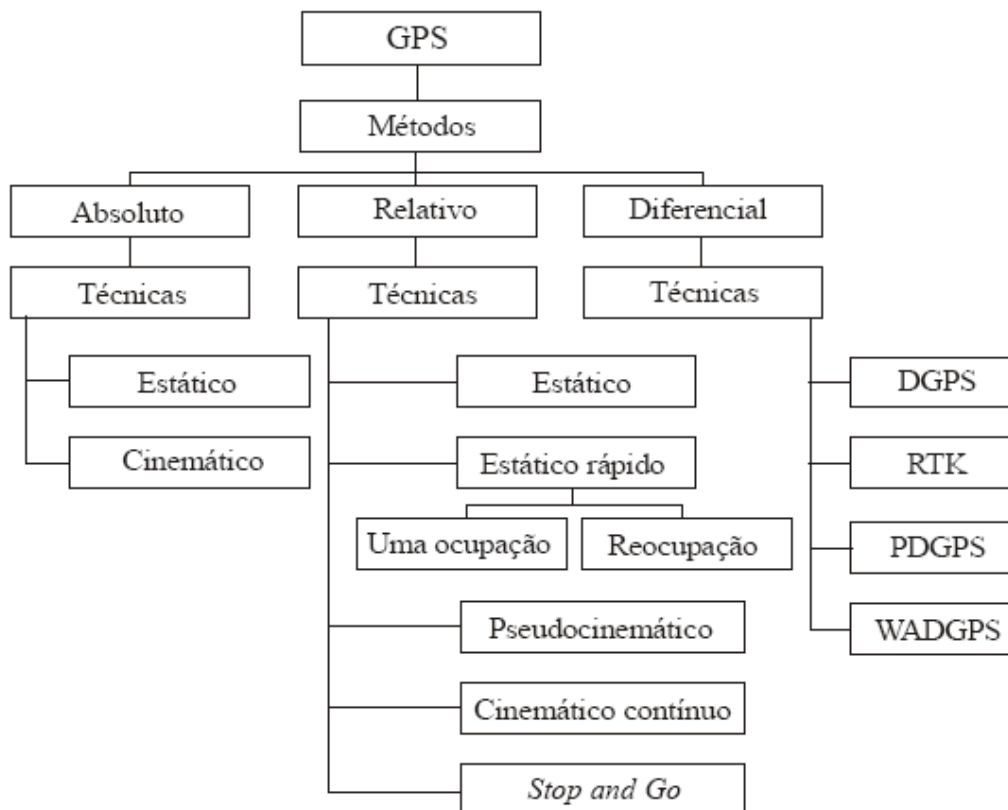 GPS
Métodos
Absoluto
Relativo
Diferencial
Técnicas
Técnicas
Técnicas
Estático
Estático
DGPS
Cinemático
Estático rápido
RTK
Uma ocupação
Reocupação
PDGPS
Pseudocinemático
WADGPS
Cinemático contínuo
Stop and Go